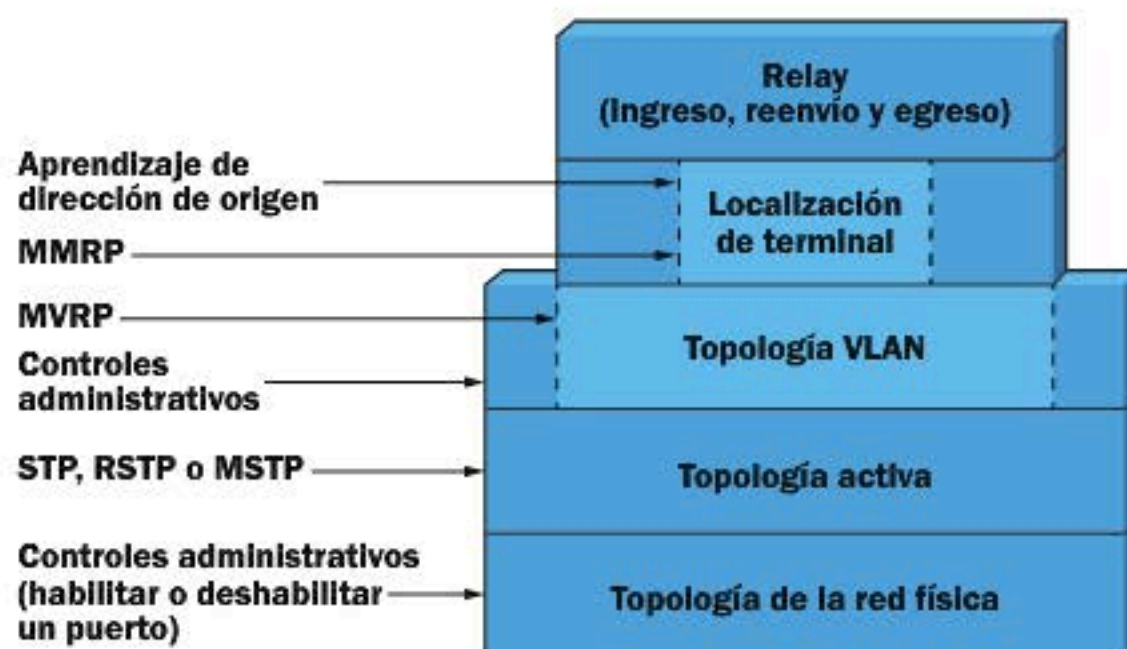 Relay
(Ingreso, reenvío y egreso)
Aprendizaje de
dirección de origen
Localización
de terminal
MMRP
MVRP
Topología VLAN
Controles
administrativos
STP, RSTP o MSTP
Topología activa
Controles administrativos
(habilitar o deshabilitar
un puerto)
Topología de la red física